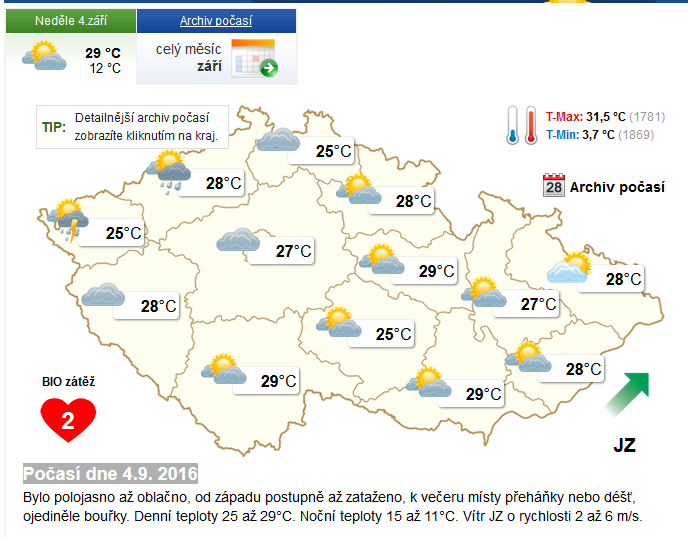 Neděle 4.září
Archiv počasí
29 °C
12 °C
celý měsíc
září
TIP:
Detailnější archiv počasí
zobrazíte kliknutím na kraj.
T-Max: 31,5 °C (1781)
T-Min: 3,7 °C (1869)
28 Archiv počasí
25°C
28°C
28°C
25°C
27°C
29°C
28°C
28°C
27°C
25°C
29°C
28°C
29°C
BIO zátěž
2
JZ
Počasí dne 4.9. 2016
Bylo polojasno až oblačno, od západu postupně až zataženo, k večeru místy přeháňky nebo déšť,
ojediněle bouřky. Denní teploty 25 až 29°C. Noční teploty 15 až 11°C. Vítr JZ o rychlosti 2 až 6 m/s.